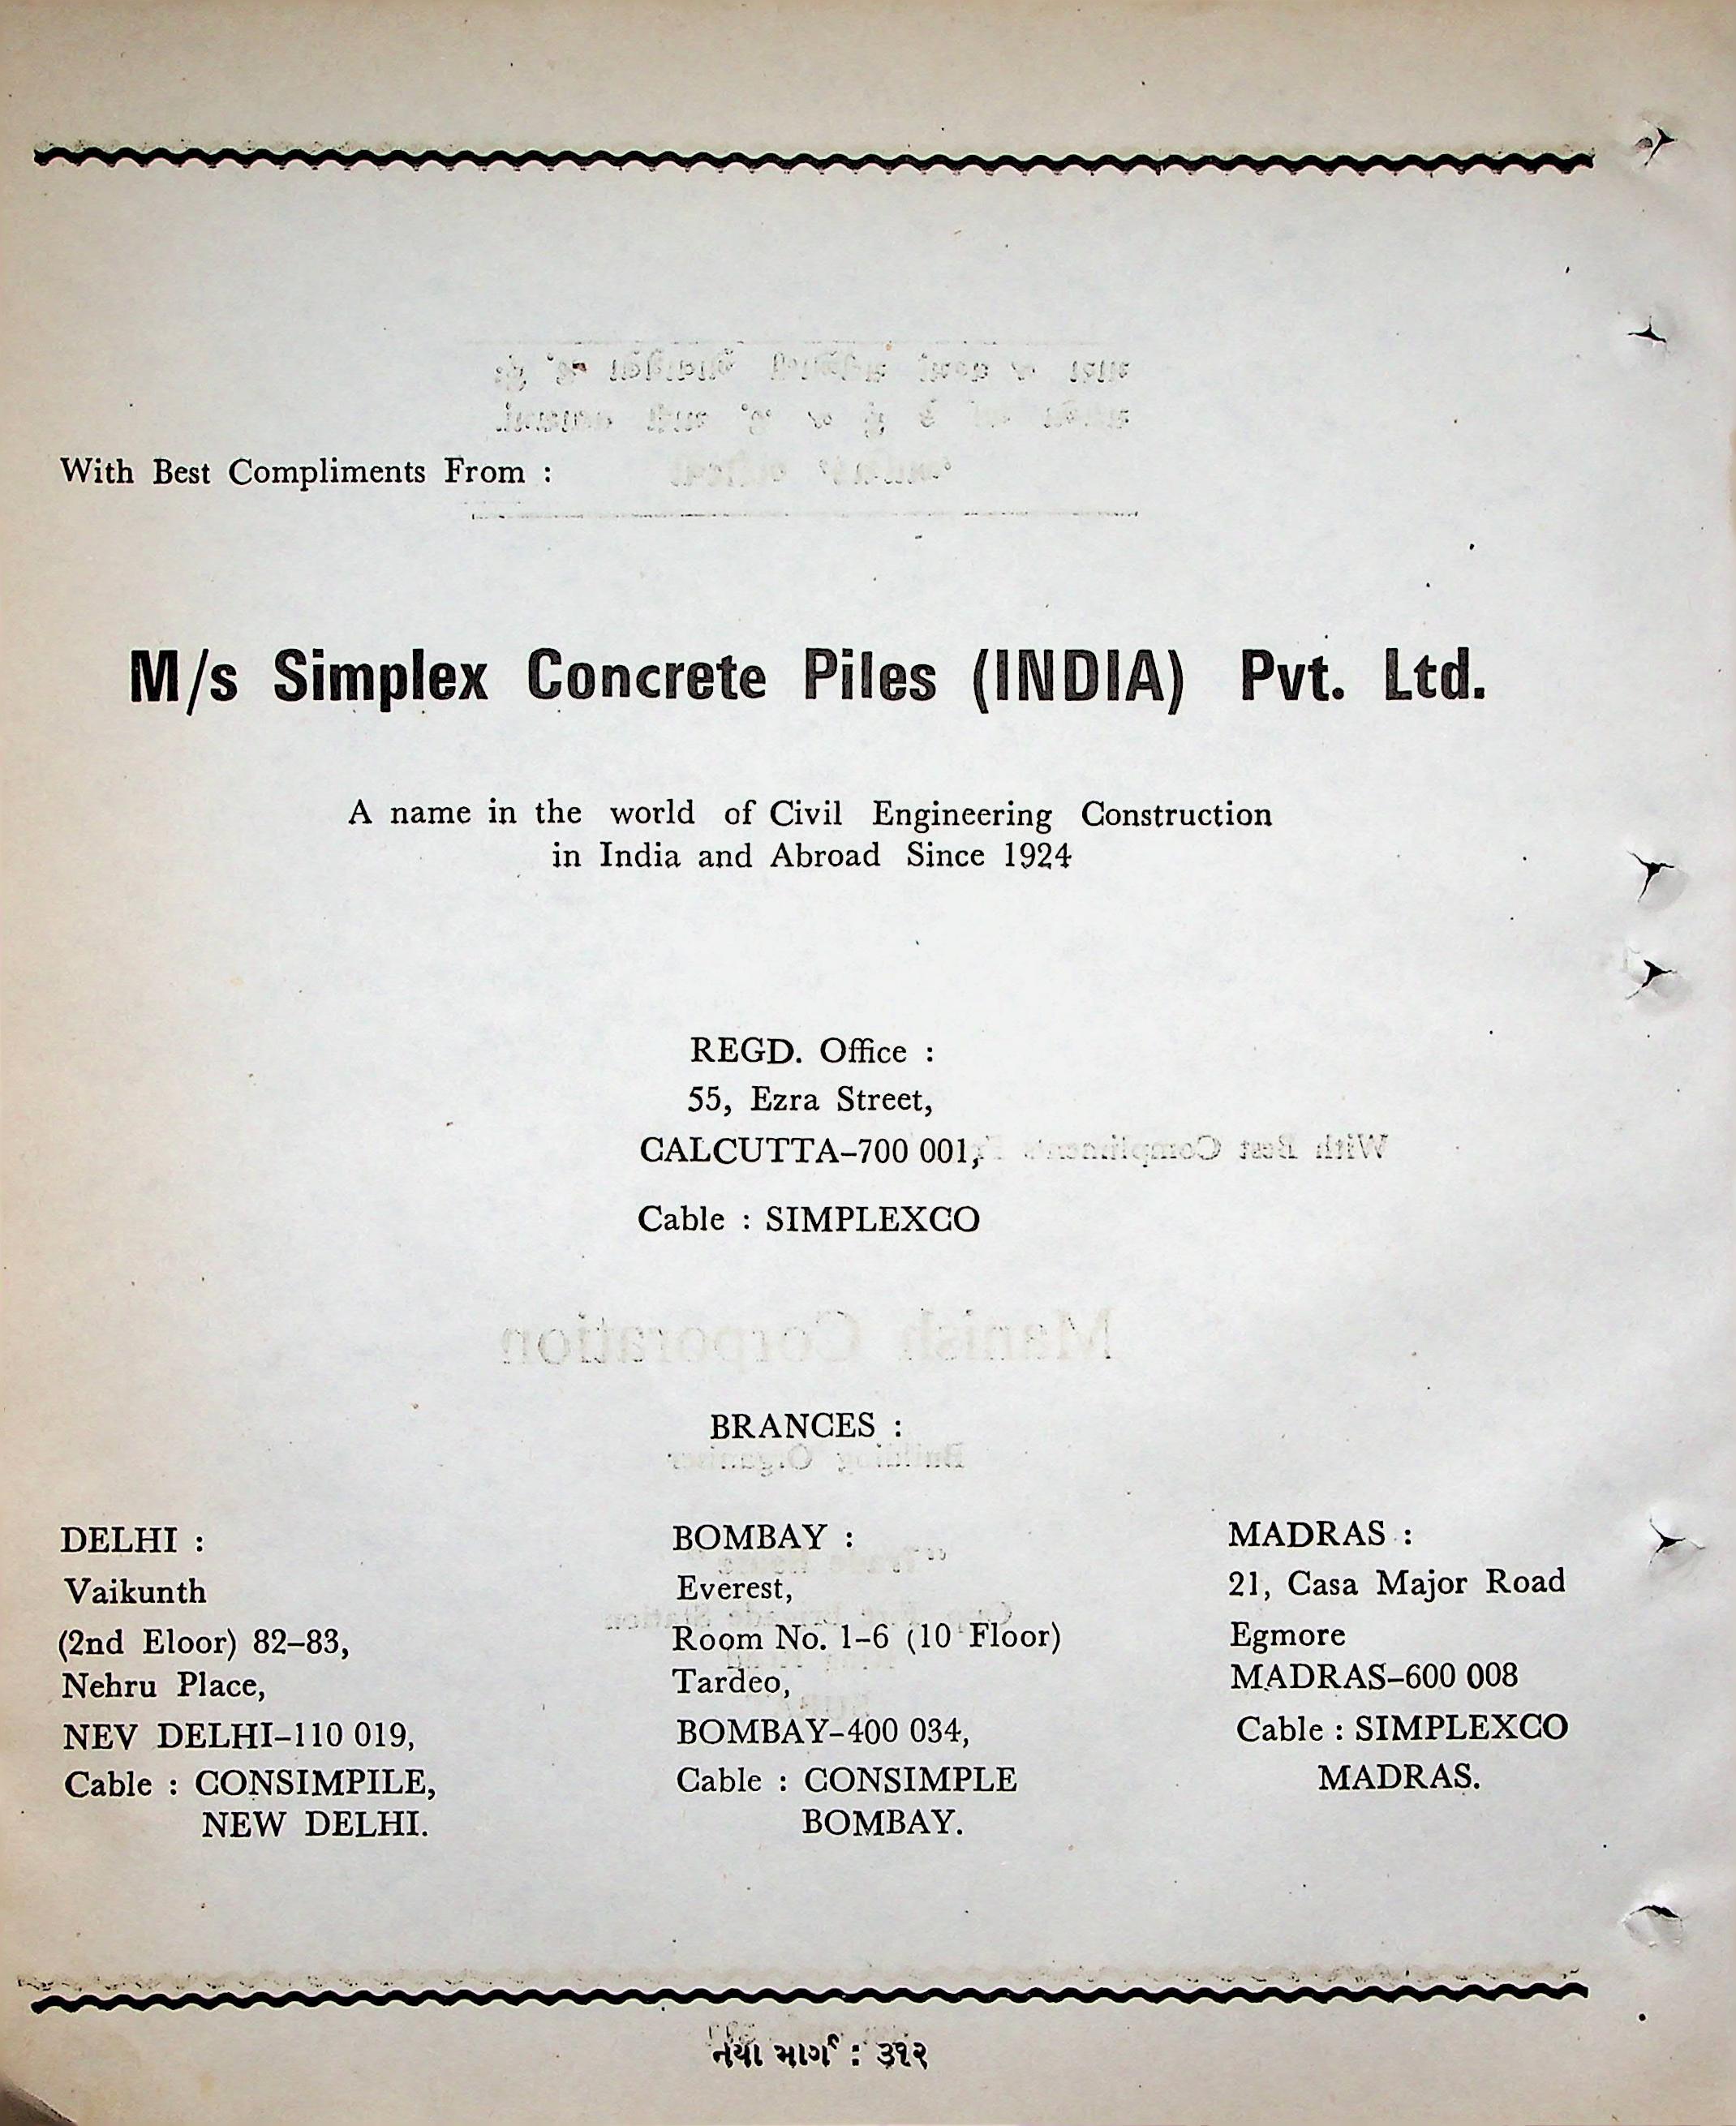 With Best Compliments From :
M/s Simplex Concrete Piles (INDIA) Pvt. Ltd.
A name in the world of Civil Engineering Construction
in India and Abroad Since 1924
REGD. Office :
55, Ezra Street,
CALCUTTA–700 001,
Cable : SIMPLEXCO
BRANCES :
DELHI :
Vaikunth
(2nd Eloor) 82–83,
Nehru Place,
NEV DELHI–110 019,
Cable : CONSIMPILE,
NEW DELHI.
BOMBAY :
Everest,
Room No. 1–6 (10 Floor)
Tardeo,
BOMBAY–400 034,
Cable : CONSIMPLE
BOMBAY.
MADRAS :
21, Casa Major Road
Egmore
MADRAS–600 008
Cable : SIMPLEXCO
MADRAS.
નયા માર્ગ : ૩૧૨